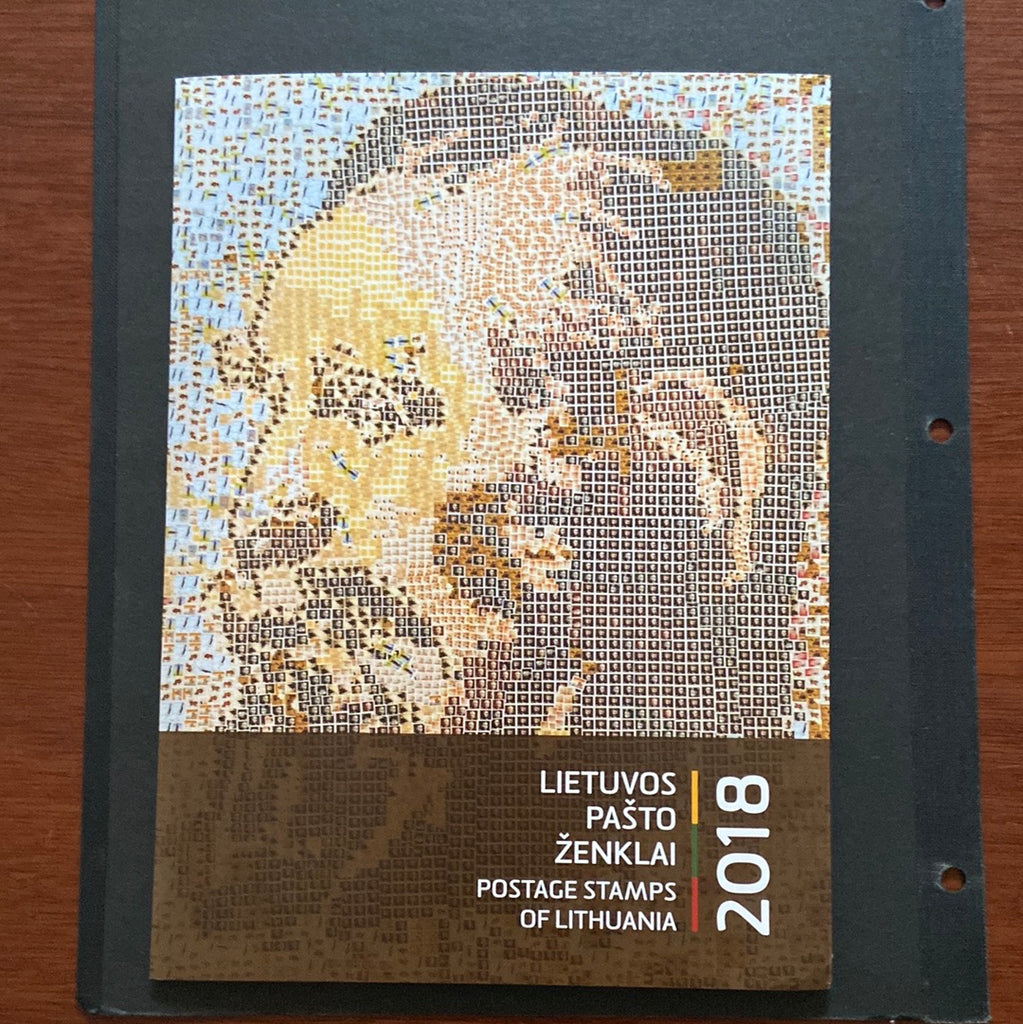 LIETUVOS
PAŠTO
ŽENKLAI
POSTAGE STAMPS
OF LITHUANIA
2018